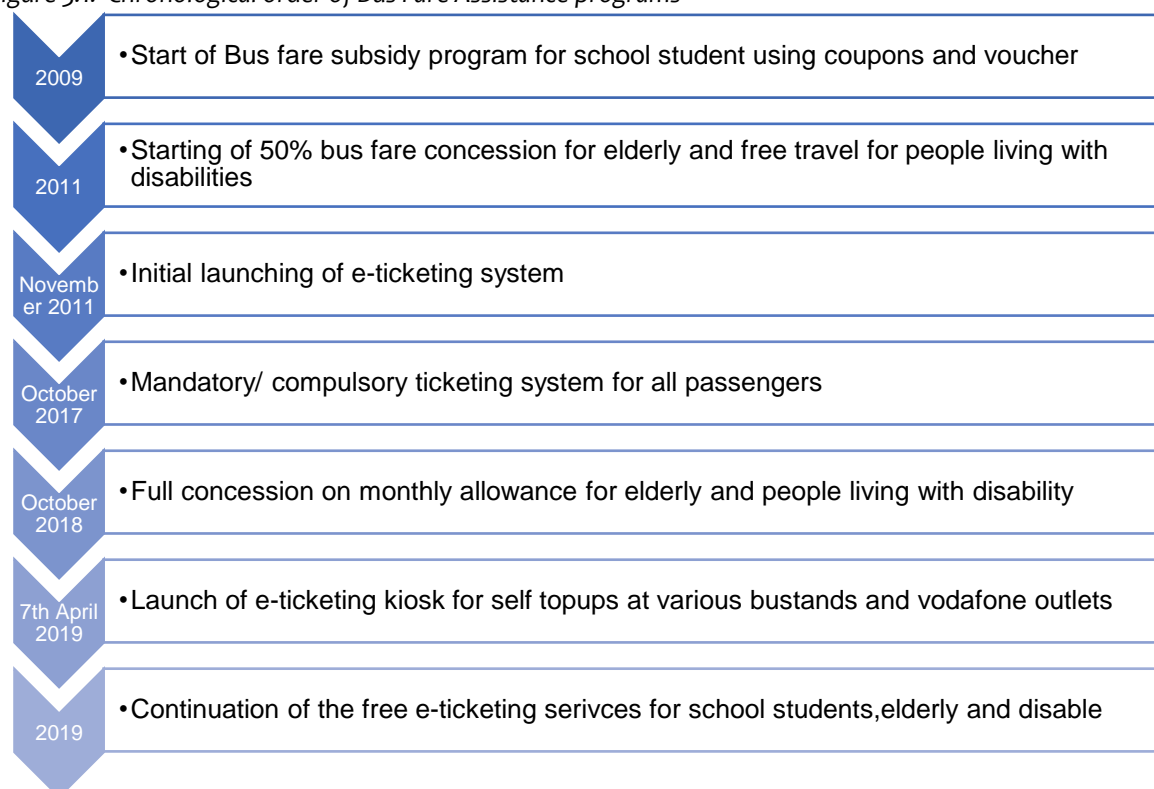 Figure 5.1: Chronological order of Bus Fare Assistance programs
2009
•Start of Bus fare subsidy program for school student using coupons and voucher
2011
•Starting of 50% bus fare concession for elderly and free travel for people living with
disabilities
Novemb
er 2011
•Initial launching of e-ticketing system
October
2017
•Mandatory/ compulsory ticketing system for all passengers
October
2018
•Full concession on monthly allowance for elderly and people living with disability
7th April
2019
•Launch of e-ticketing kiosk for self topups at various bustands and vodafone outlets
2019
•Continuation of the free e-ticketing serivces for school students,elderly and disable